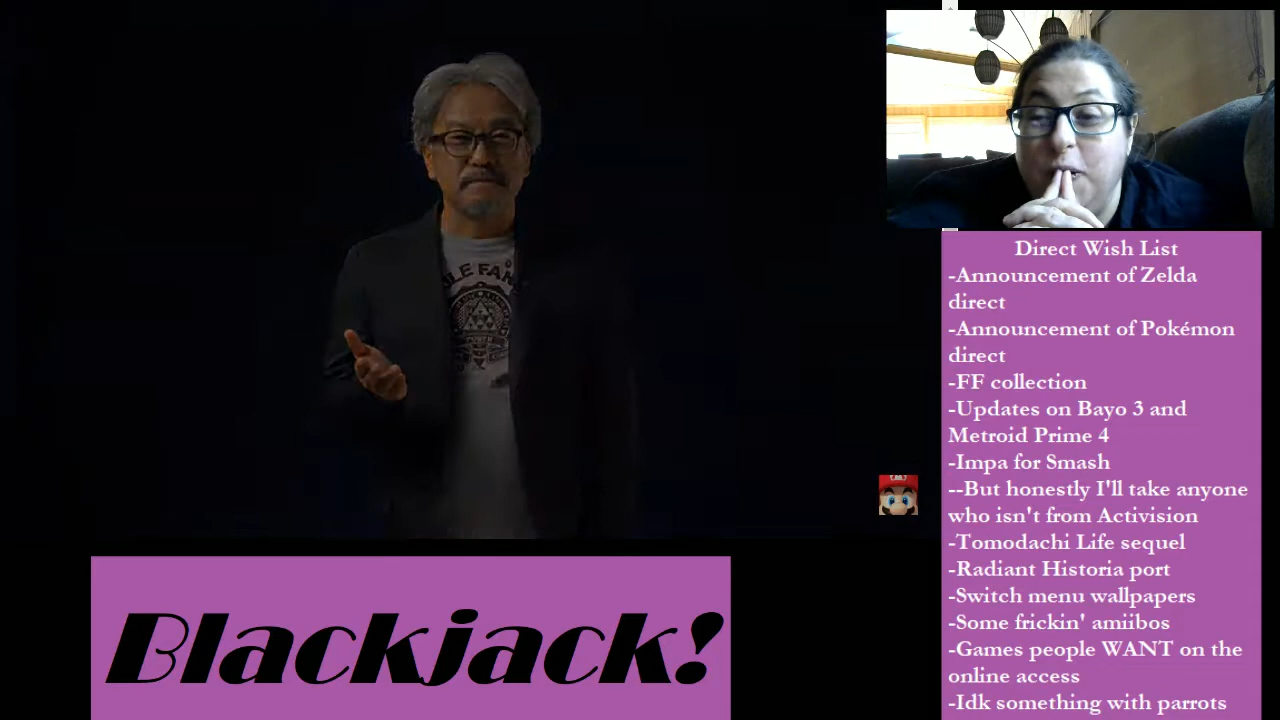 ULE FAN
Direct Wish List
-Announcement of Zelda
direct
-Announcement of Pokémon
direct
-FF collection
-Updates on Bayo 3 and
Metroid Prime 4
-Impa for Smash
--But honestly I'll take anyone
who isn't from Activision
-Tomodachi Life sequel
-Radiant Historia port
-Switch menu wallpapers
-Some frickin' amiibos
-Games people WANT on the
online access
-Idk something with parrots
Blackjack!